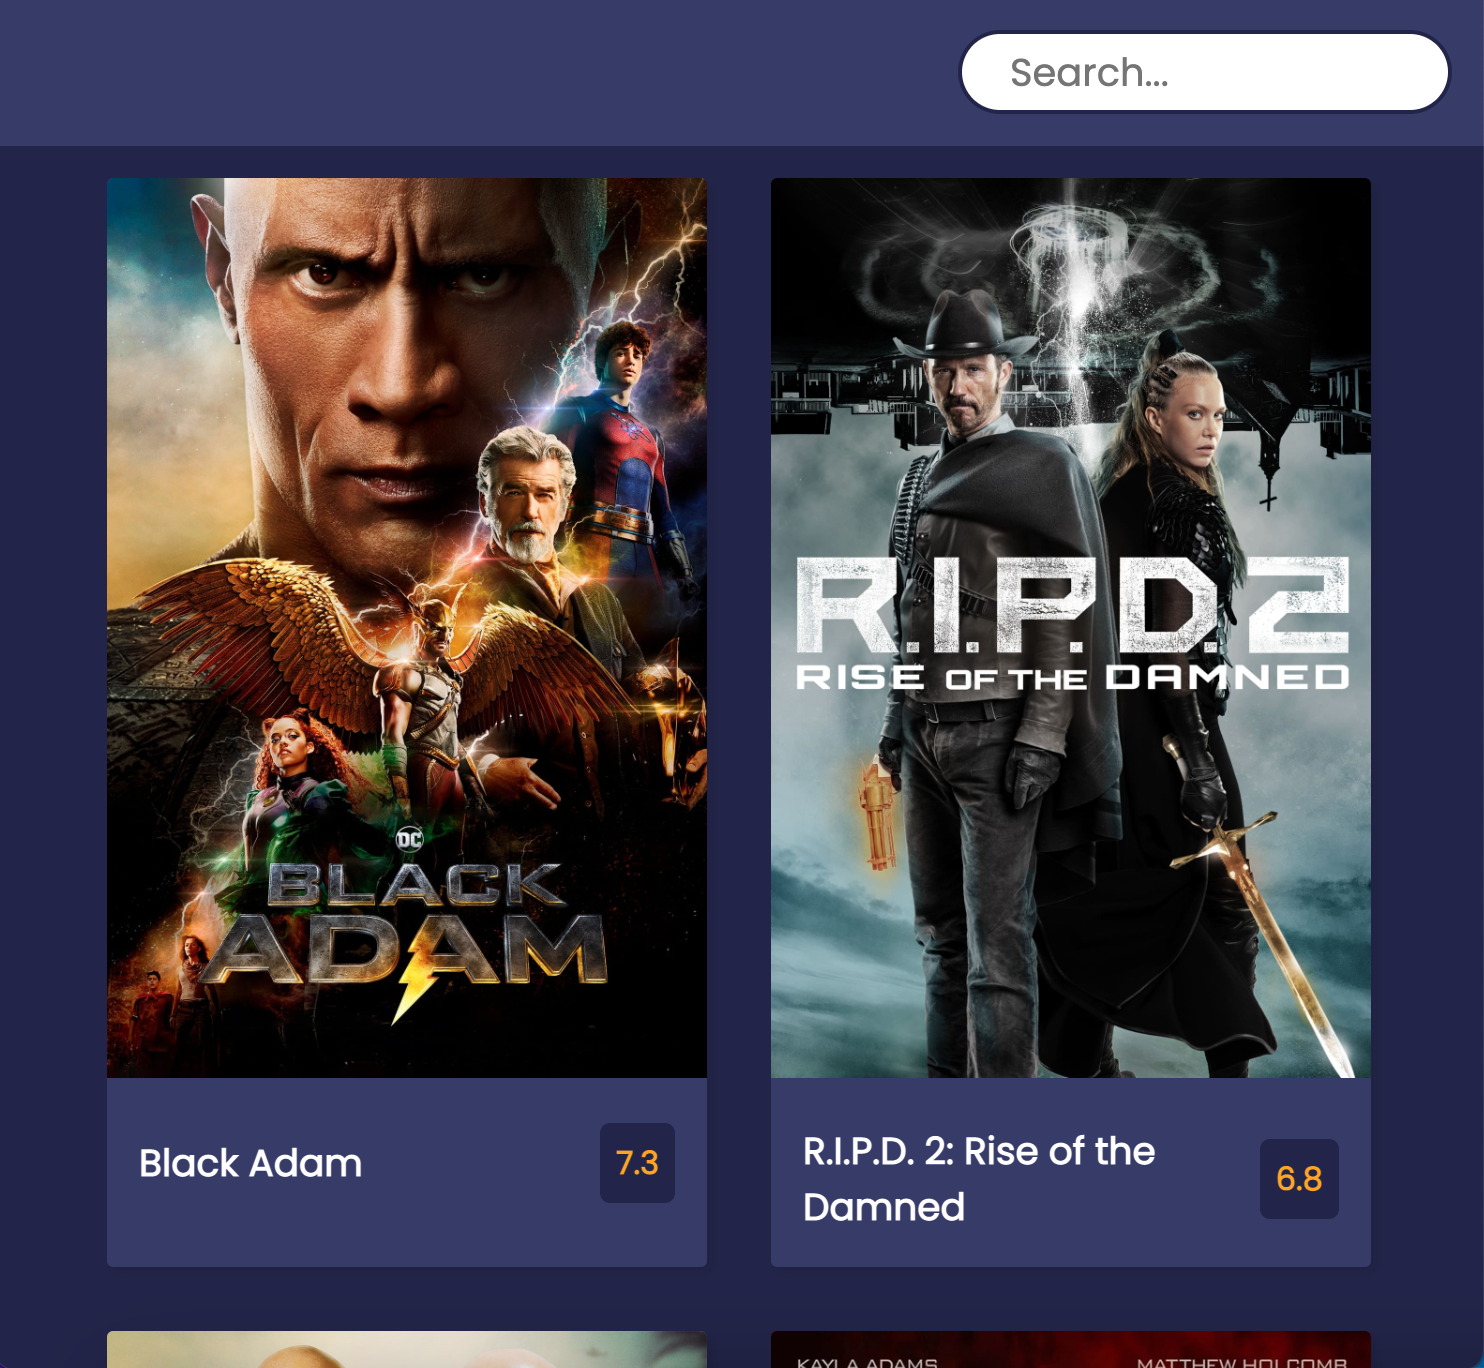 Search...
DC
BLACK
ADAM
R.I.P.D.2
RISE OF THE DAMNED
Black Adam
7.3
R.I.P.D. 2: Rise of the
Damned
6.8
KAYLA ADAMS
MATTHEW HOLCOMB